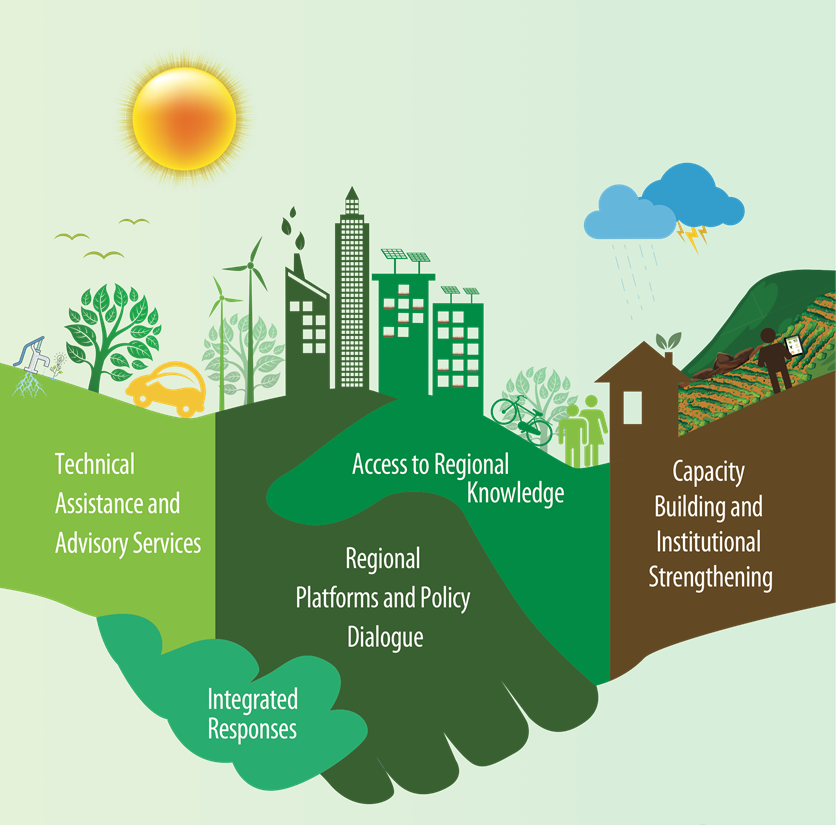 Technical
Assistance and
Advisory Services
Access to Regional
Knowledge
Regional
Platforms and Policy
Dialogue
Capacity
Building and
Institutional
Strengthening
Integrated
Responses